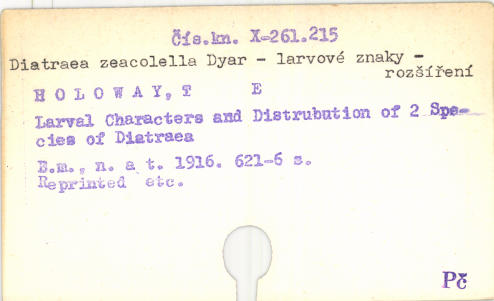 Čís.kn. X-261.215
Diatraea zeacolella Dyar - larvové znaky -
rozšíření
HOLOWAY, T E
Larval Characters and Distrubution of 2 Spe-
cies of Diatraea
B.m., n. a t. 1916. 621-6 s.
Reprinted etc.
Pč